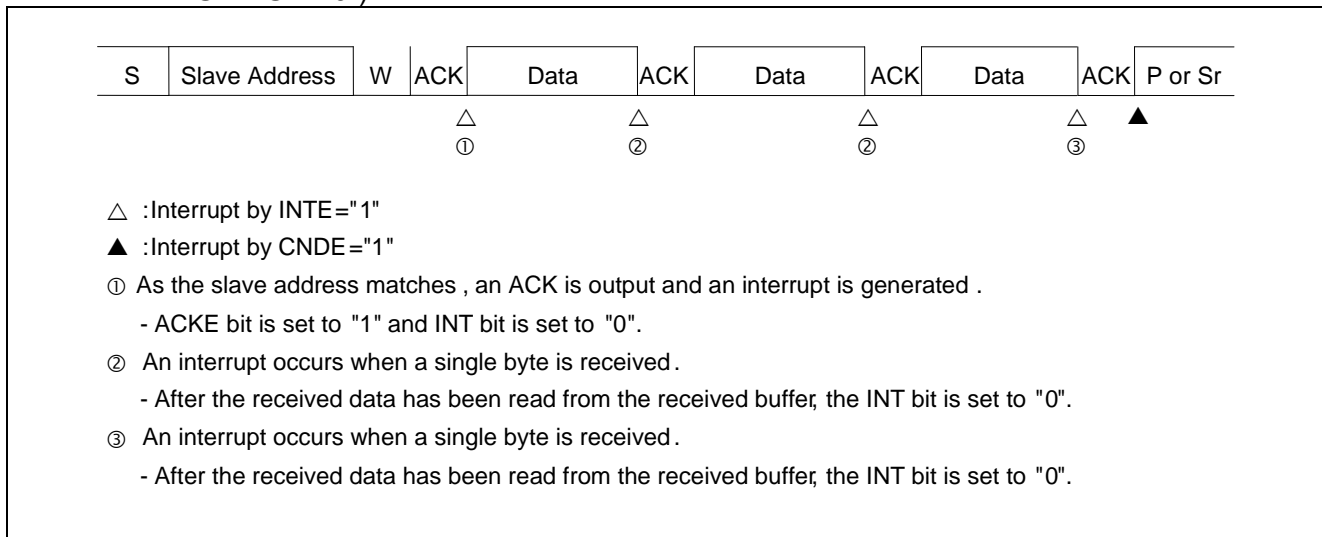 S Slave Address W ACK Data ACK Data ACK Data ACK P or Sr
△ △ △ △ ▲
① ② ② ③
△ :Interrupt by INTE="1"
▲ :Interrupt by CNDE="1"
① As the slave address matches , an ACK is output and an interrupt is generated .
- ACKE bit is set to "1" and INT bit is set to "0".
② An interrupt occurs when a single byte is received .
- After the received data has been read from the received buffer, the INT bit is set to "0".
③ An interrupt occurs when a single byte is received .
- After the received data has been read from the received buffer, the INT bit is set to "0".